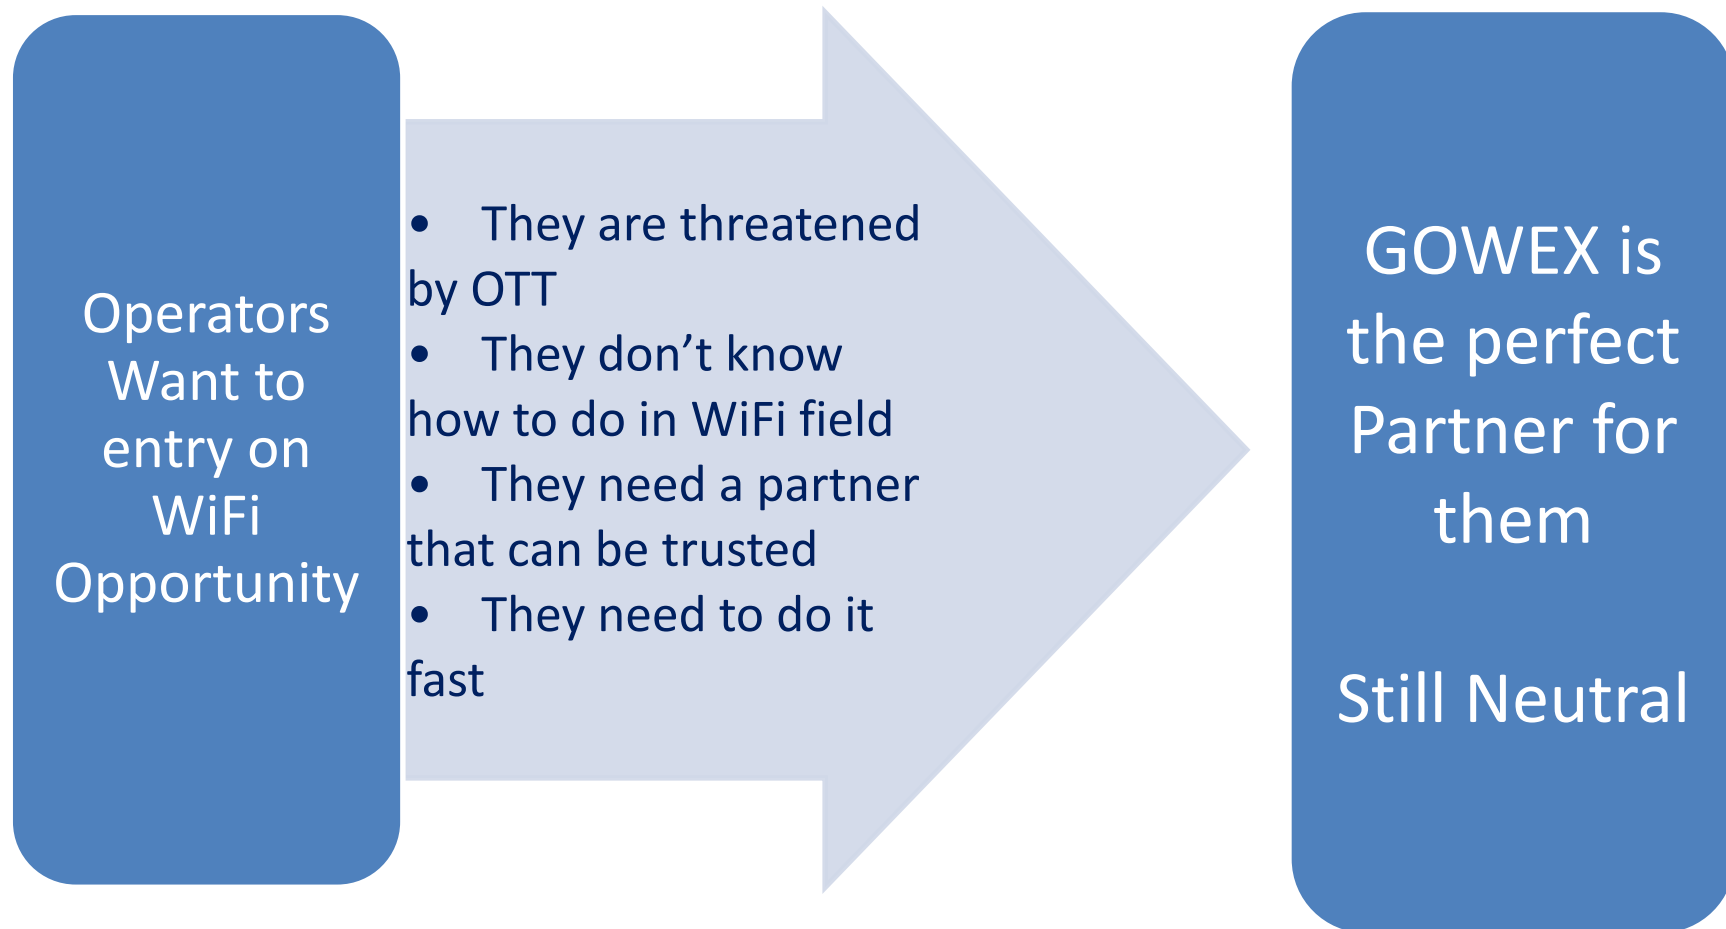 Operators
Want to
entry on
WiFi
Opportunity
• They are threatened
by OTT
• They don’t know
how to do in WiFi field
• They need a partner
that can be trusted
• They need to do it
fast
GOWEX is
the perfect
Partner for
them
Still Neutral